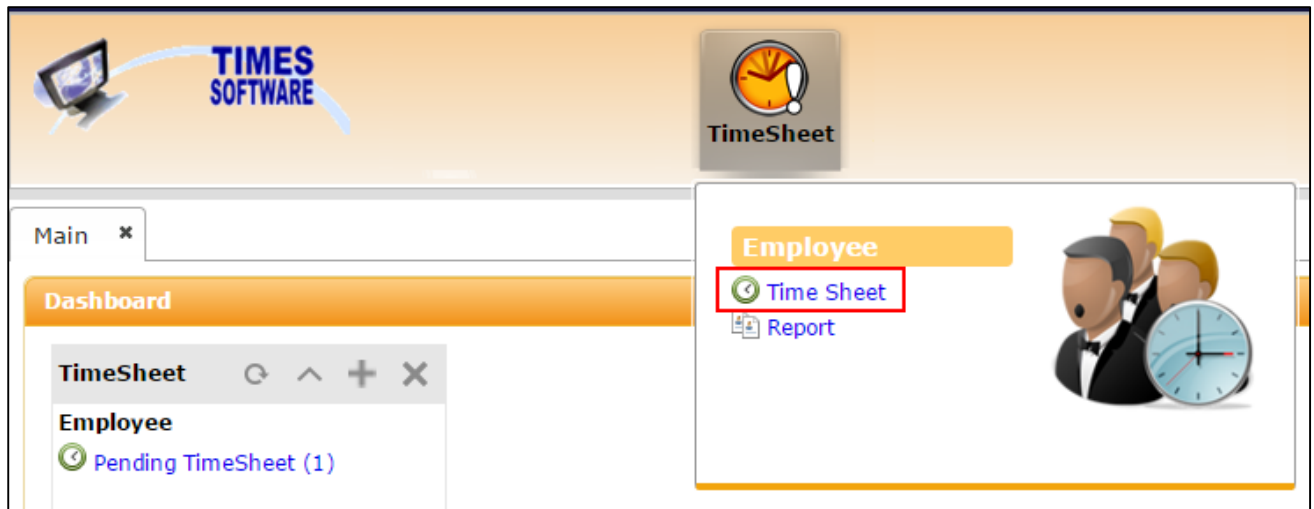 TIMES
SOFTWARE
TimeSheet
Main
Employee
Time Sheet
Report
Dashboard
TimeSheet
Employee
Pending TimeSheet (1)